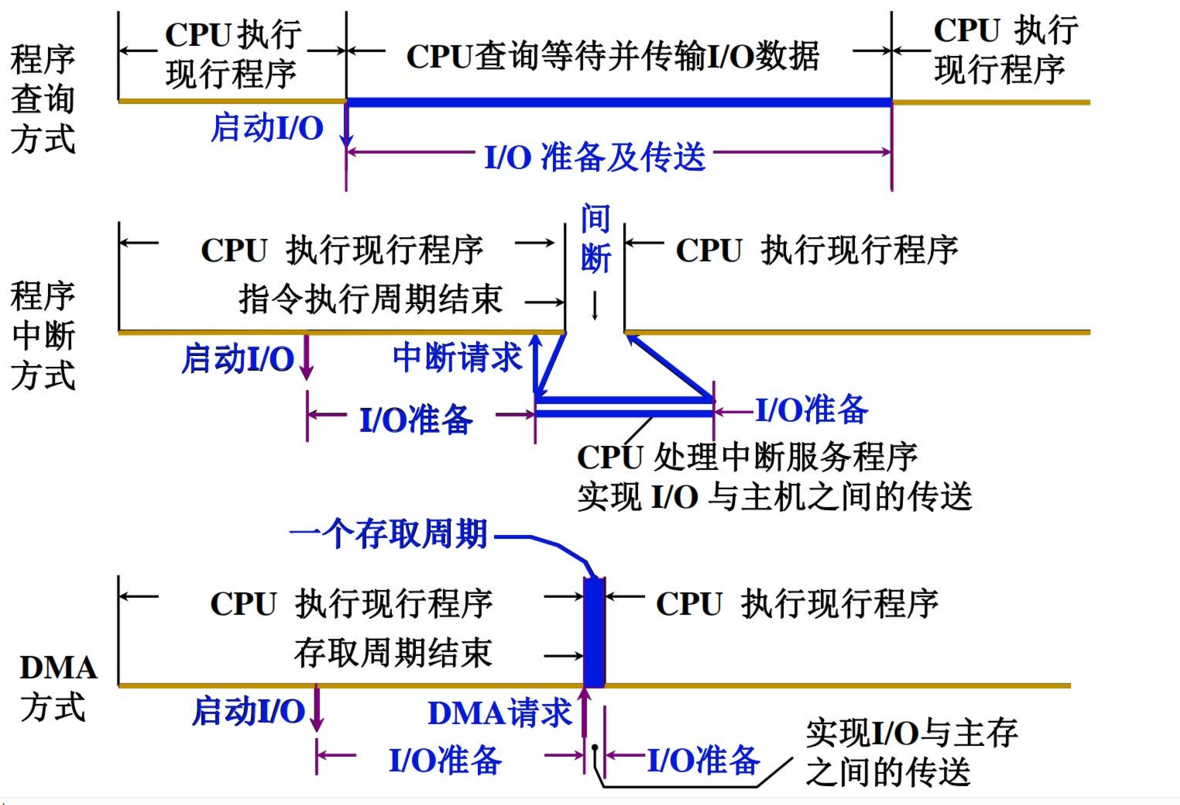 程序
查询
方式
CPU 执行
现行程序
CPU查询等待并传输I/O数据
CPU 执行
现行程序
启动I/O
I/O 准备及传送
程序
中断
方式
间
断
CPU 执行现行程序
CPU 执行现行程序
指令执行周期结束
启动I/O
中断请求
I/O准备
I/O准备
CPU 处理中断服务程序
实现 I/O 与主机之间的传送
DMA
方式
一个存取周期
CPU 执行现行程序
CPU 执行现行程序
存取周期结束
启动I/O
DMA请求
I/O准备
I/O准备
实现I/O与主存
之间的传送